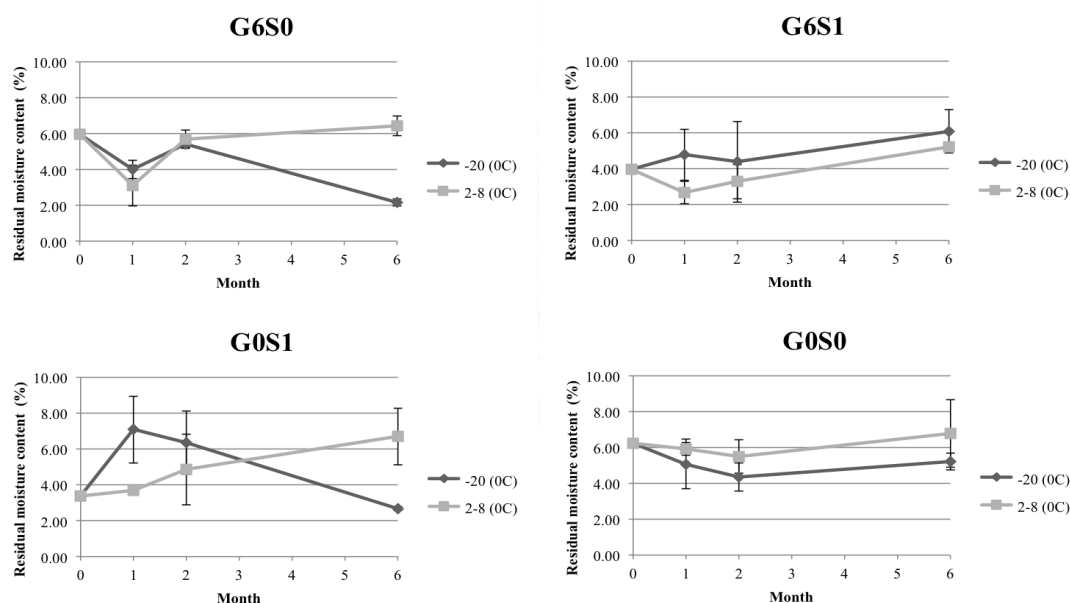 G6S0
Residual moisture content (%)
10.00
8.00
6.00
4.00
2.00
0.00
0 1 2 3 4 5 6
Month
-20 (0C)
2-8 (0C)
G6S1
Residual moisture content (%)
10.00
8.00
6.00
4.00
2.00
0.00
0 1 2 3 4 5 6
Month
-20 (0C)
2-8 (0C)
G0S1
Residual moisture content (%)
10.00
8.00
6.00
4.00
2.00
0.00
0 1 2 3 4 5 6
Month
-20 (0C)
2-8 (0C)
G0S0
Residual moisture content (%)
10.00
8.00
6.00
4.00
2.00
0.00
0 1 2 3 4 5 6
Month
-20 (0C)
2-8 (0C)